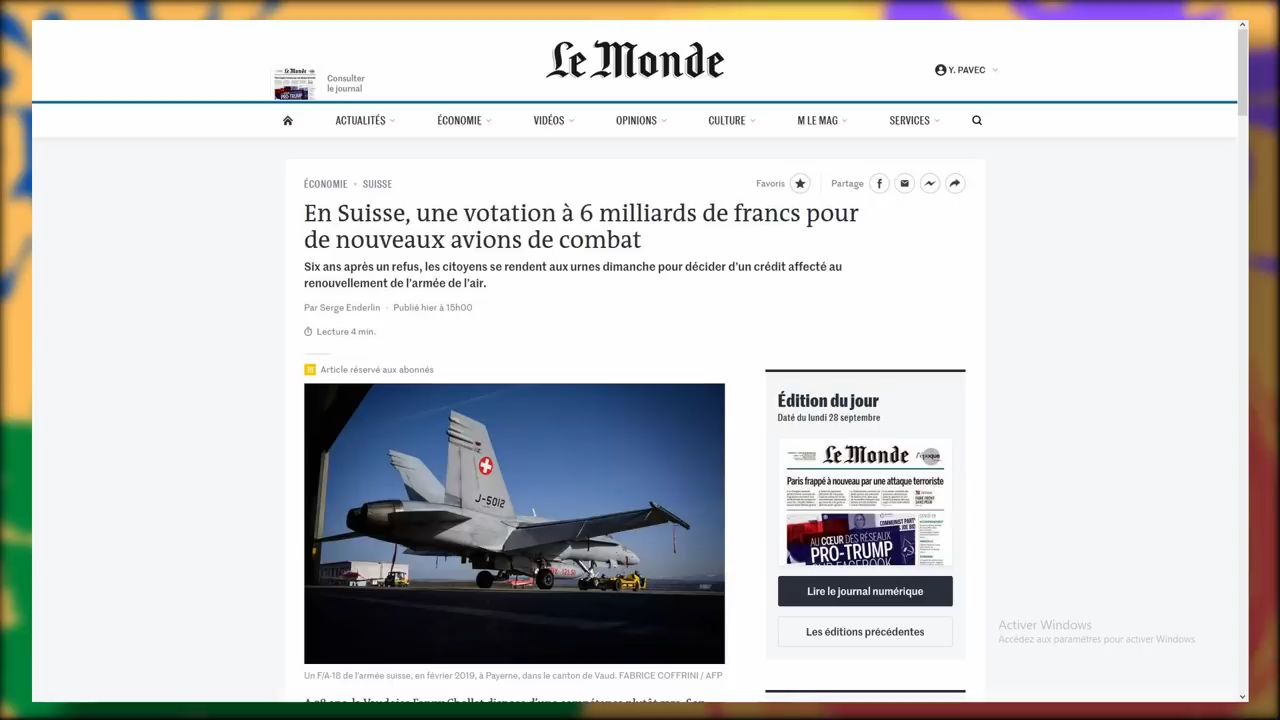 Le Monde
Consulter
le journal
Y. PAVEC
ACTUALITÉS
ÉCONOMIE
VIDÉOS
OPINIONS
CULTURE
M LE MAG
SERVICES
ÉCONOMIE • SUISSE
Favoris
Partage
En Suisse, une votation à 6 milliards de francs pour
de nouveaux avions de combat
Six ans après un refus, les citoyens se rendent aux urnes dimanche pour décider d'un crédit affecté au
renouvellement de l'armée de l'air.
Par Serge Enderlin • Publié hier à 15h00
Lecture 4 min.
Article réservé aux abonnés
J-5012
Un F/A-18 de l'armée suisse, en février 2019, à Payerne, dans le canton de Vaud. FABRICE COFFRINI / AFP
Édition du jour
Daté du lundi 28 septembre
Le Monde
l'époque
Paris frappé à nouveau par une attaque terroriste
AU CŒUR DES RÉSEAUX
PRO-TRUMP
Lire le journal numérique
Les éditions précédentes
Activer Windows
Accédez aux paramètres pour activer Windows.